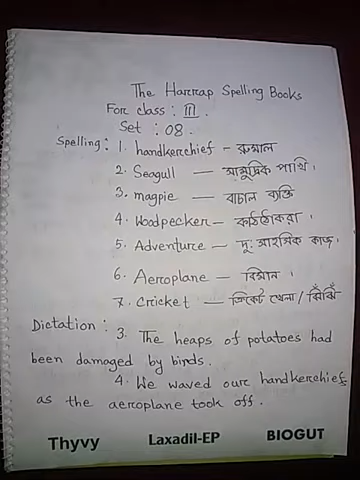 The Harrap Spelling Books
For class : III.
Set : 08.
Spelling : 1. handkerchief - রুমাল
2. Seagull — সামুদ্রিক পাখি।
3. magpie — বাচাল ব্যক্তি
4. Woodpecker - কাঠঠোকরা।
5. Adventure - দুঃসাহসিক কাজ।
6. Aeroplane - বিমান।
7. Cricket - ক্রিকেট খেলা / ঝিঁঝিঁ
Dictation : 3. The heaps of potatoes had
been damaged by birds.
4. We waved our handkerchiefs
as the aeroplane took off.
Thyvy Laxadil-EP BIOGUT